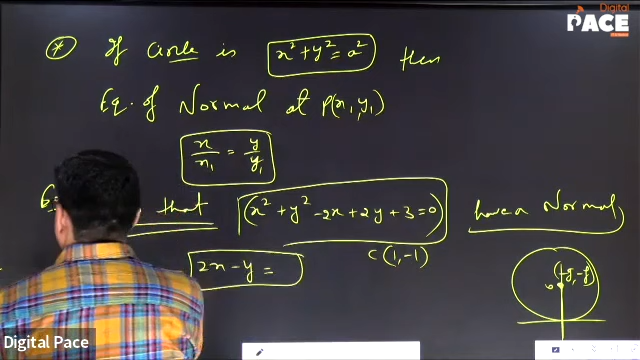 Digital
PACE
* If circle is x² + y² = a² then
Eq. of Normal at P(x₁, y₁)
x/x₁ = y/y₁
that (x² + y² - 2x + 2y + 3 = 0) have a Normal
2x - y =
C (1, -1)
(-g, -f)
Digital Pace